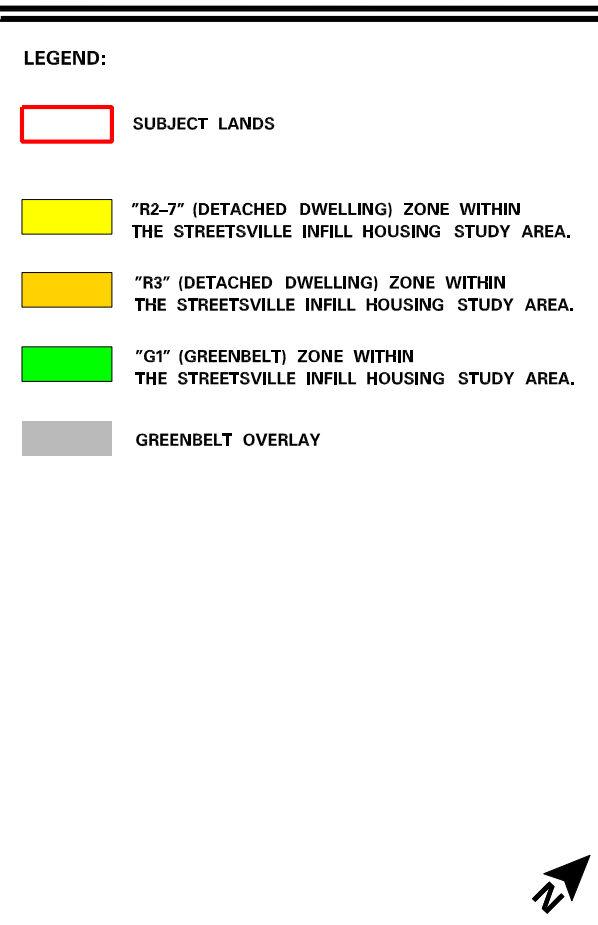 LEGEND:
SUBJECT LANDS
"R2–7" (DETACHED DWELLING) ZONE WITHIN
THE STREETSVILLE INFILL HOUSING STUDY AREA.
"R3" (DETACHED DWELLING) ZONE WITHIN
THE STREETSVILLE INFILL HOUSING STUDY AREA.
"G1" (GREENBELT) ZONE WITHIN
THE STREETSVILLE INFILL HOUSING STUDY AREA.
GREENBELT OVERLAY
N